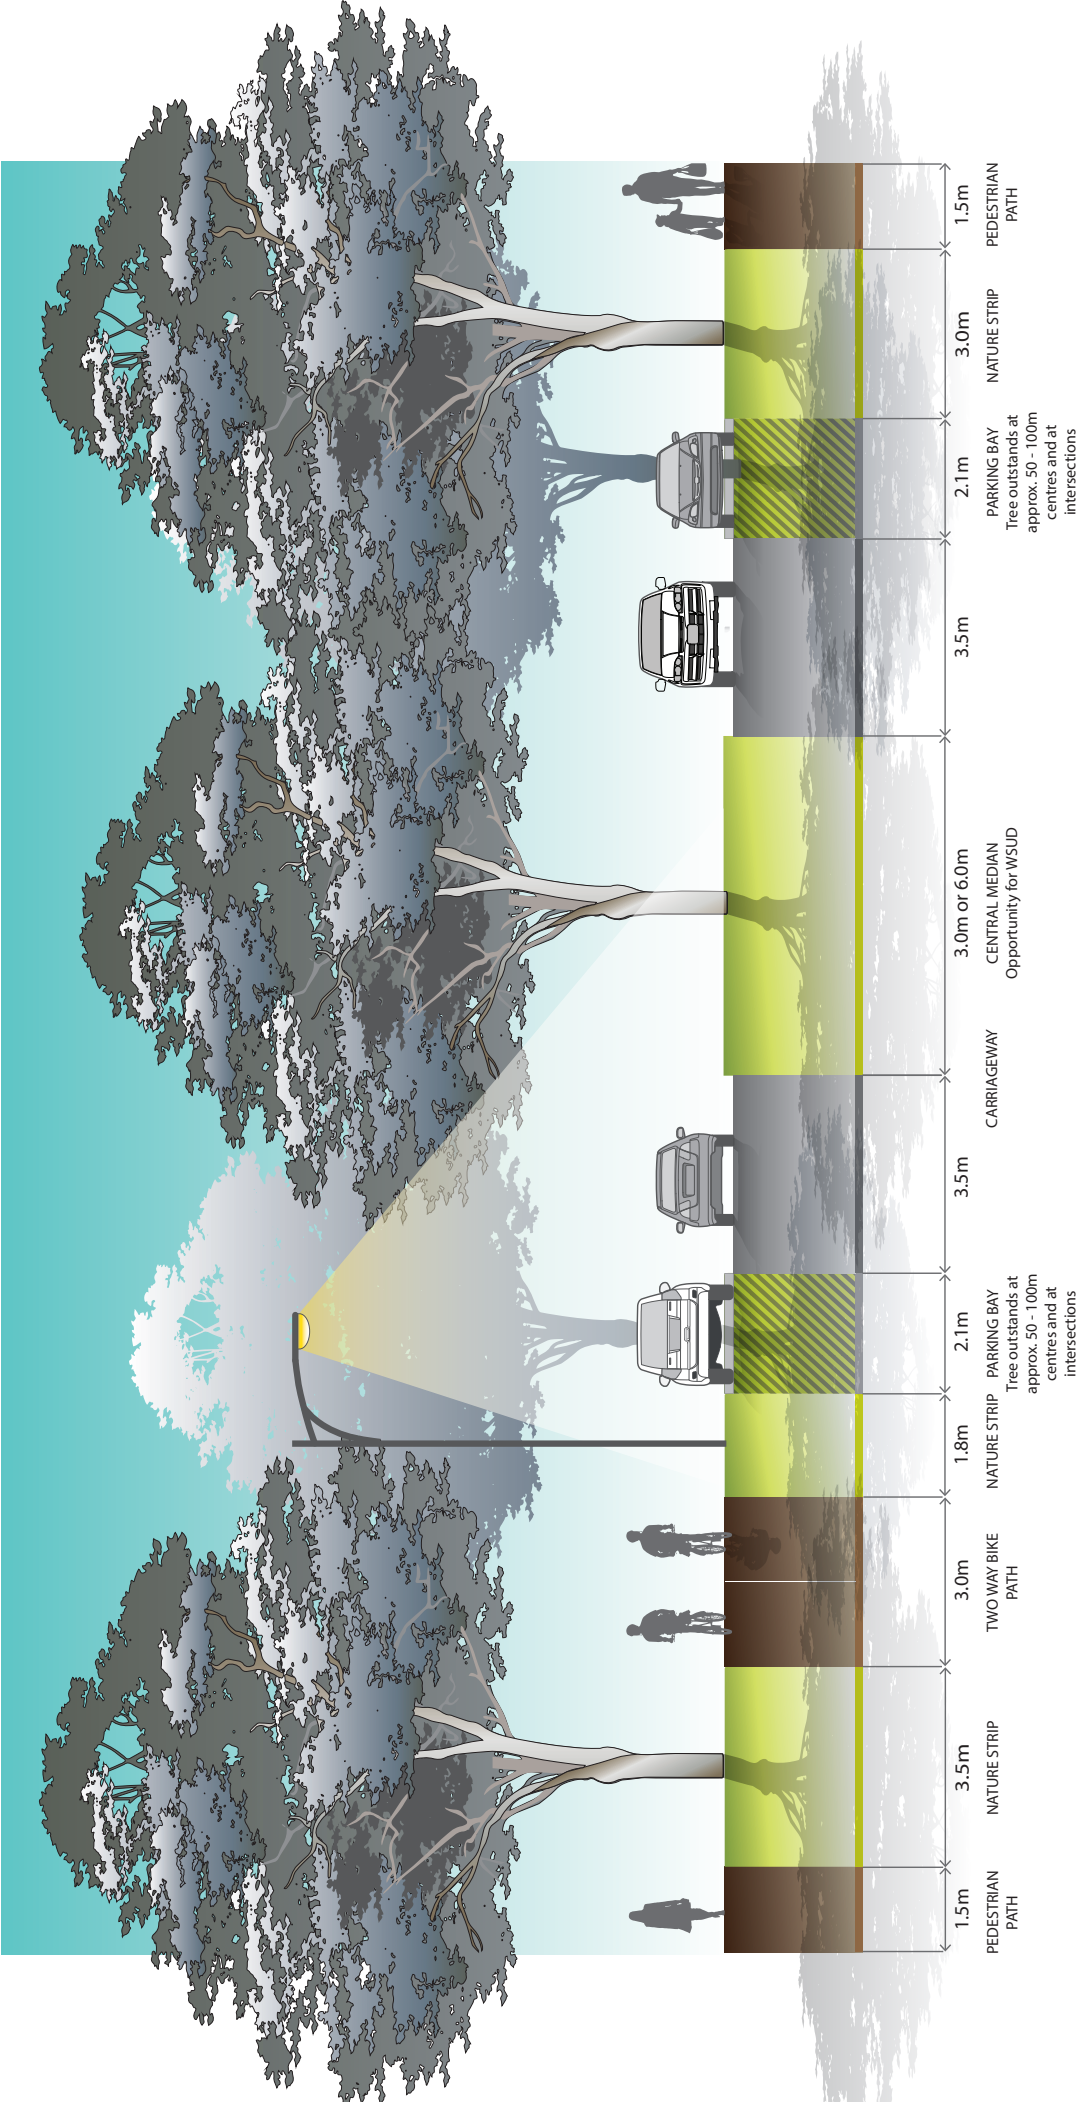 1.5m
3.5m
3.0m
1.8m
2.1m
3.5m
3.0m or 6.0m
3.5m
2.1m
3.0m
1.5m
PEDESTRIAN
PATH
NATURE STRIP
TWO WAY BIKE
PATH
NATURE STRIP
PARKING BAY
Tree outstands at
approx. 50 - 100m
centres and at
intersections
CARRIAGEWAY
CENTRAL MEDIAN
Opportunity for WSUD
PARKING BAY
Tree outstands at
approx. 50 - 100m
centres and at
intersections
NATURE STRIP
PEDESTRIAN
PATH